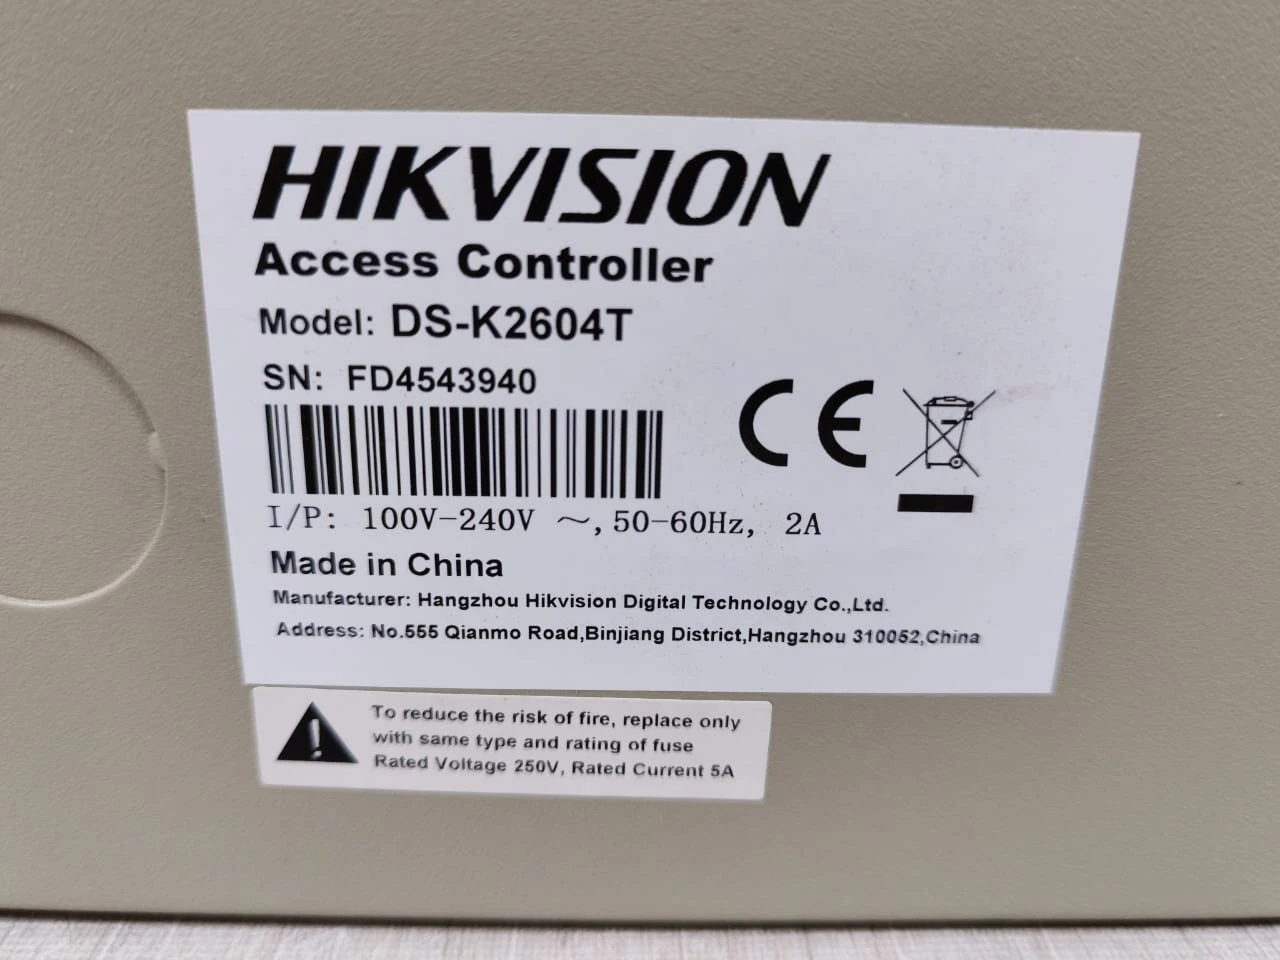 HIKVISION
Access Controller
Model: DS-K2604T
SN: FD4543940
I/P: 100V-240V ～, 50-60Hz, 2A
Made in China
Manufacturer: Hangzhou Hikvision Digital Technology Co.,Ltd.
Address: No.555 Qianmo Road,Binjiang District,Hangzhou 310052,China
CE
To reduce the risk of fire, replace only
with same type and rating of fuse
Rated Voltage 250V, Rated Current 5A